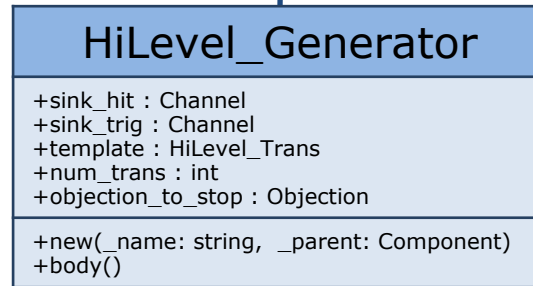 HiLevel_Generator
+sink_hit : Channel
+sink_trig : Channel
+template : HiLevel_Trans
+num_trans : int
+objection_to_stop : Objection
+new(_name: string, _parent: Component)
+body()